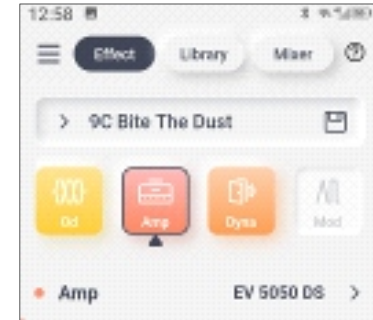 12:58
Effect Library Mixer
> 9C Bite The Dust
Od Amp Dyna Mod
Amp EV 5050 DS >